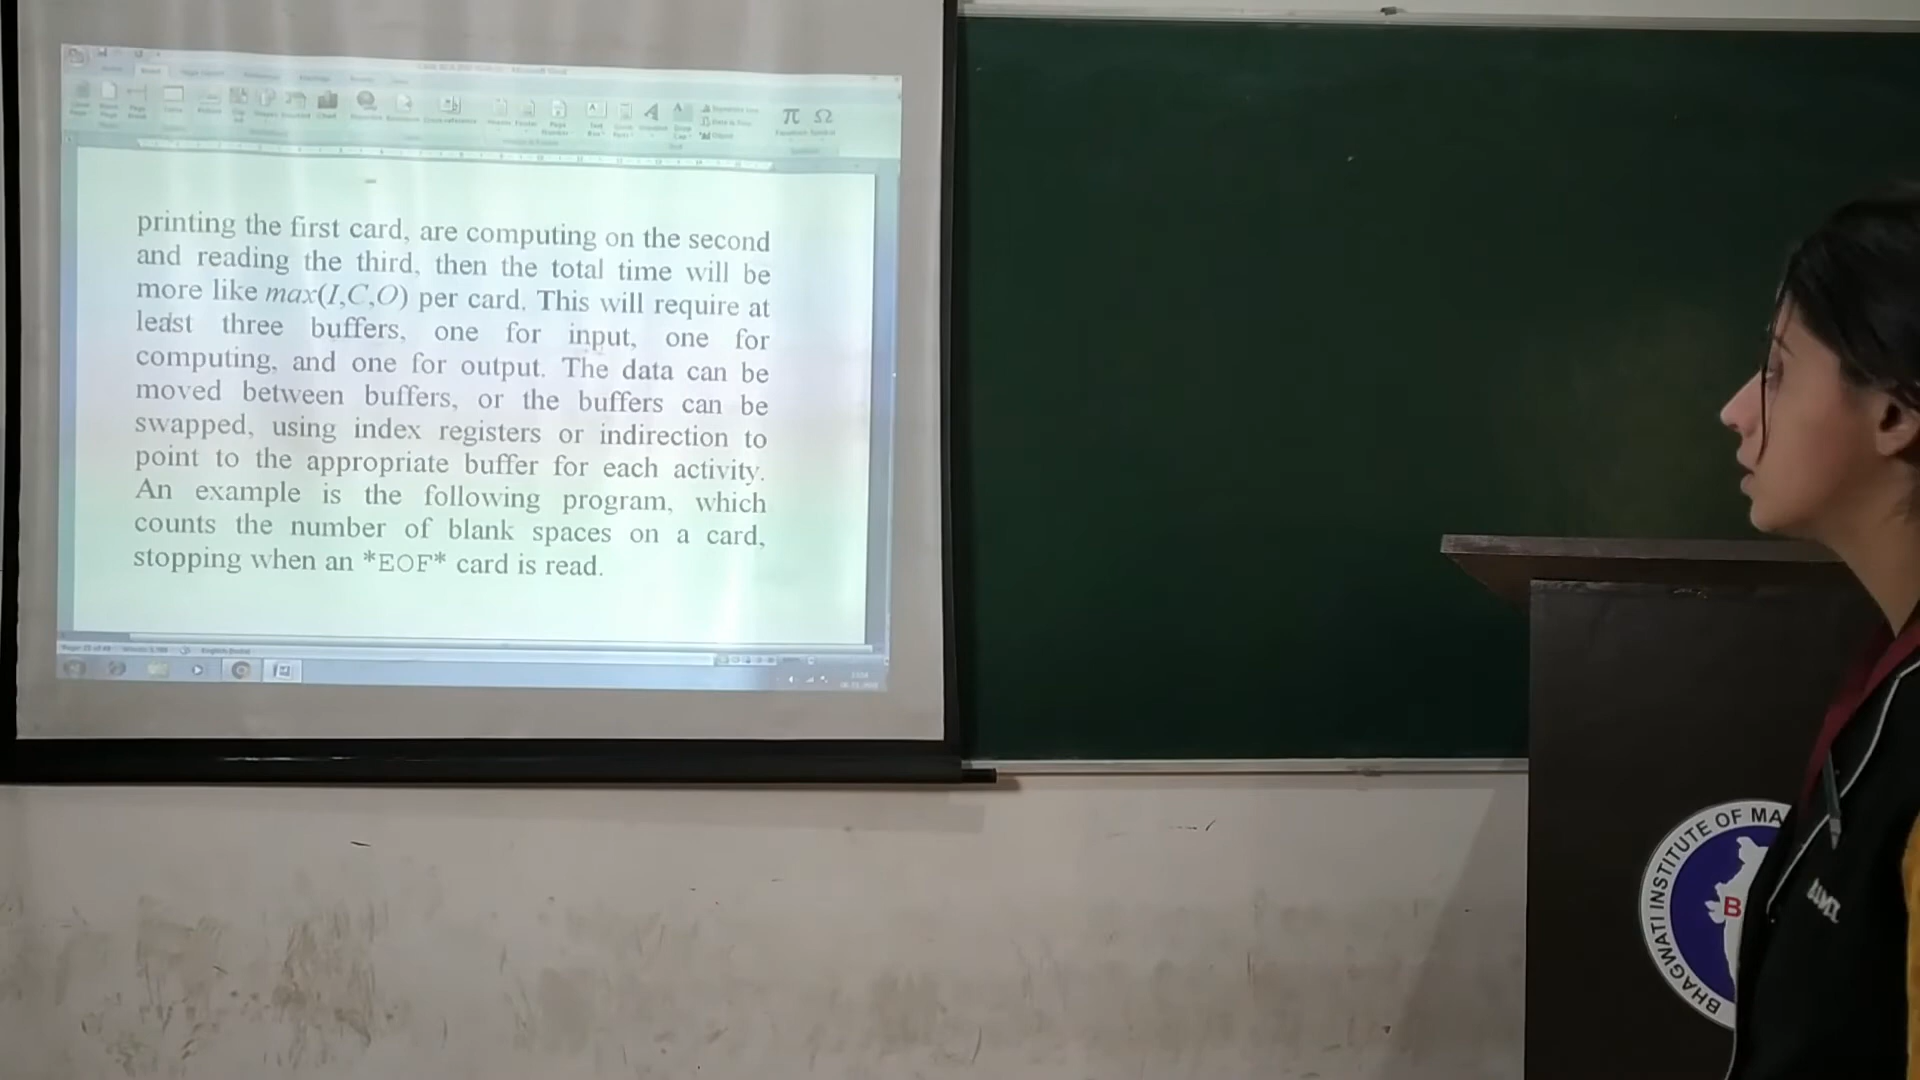 printing the first card, are computing on the second
and reading the third, then the total time will be
more like max(I,C,O) per card. This will require at
least three buffers, one for input, one for
computing, and one for output. The data can be
moved between buffers, or the buffers can be
swapped, using index registers or indirection to
point to the appropriate buffer for each activity.
An example is the following program, which
counts the number of blank spaces on a card,
stopping when an *EOF* card is read.
π Ω
BHAGWATI INSTITUTE OF MA
B